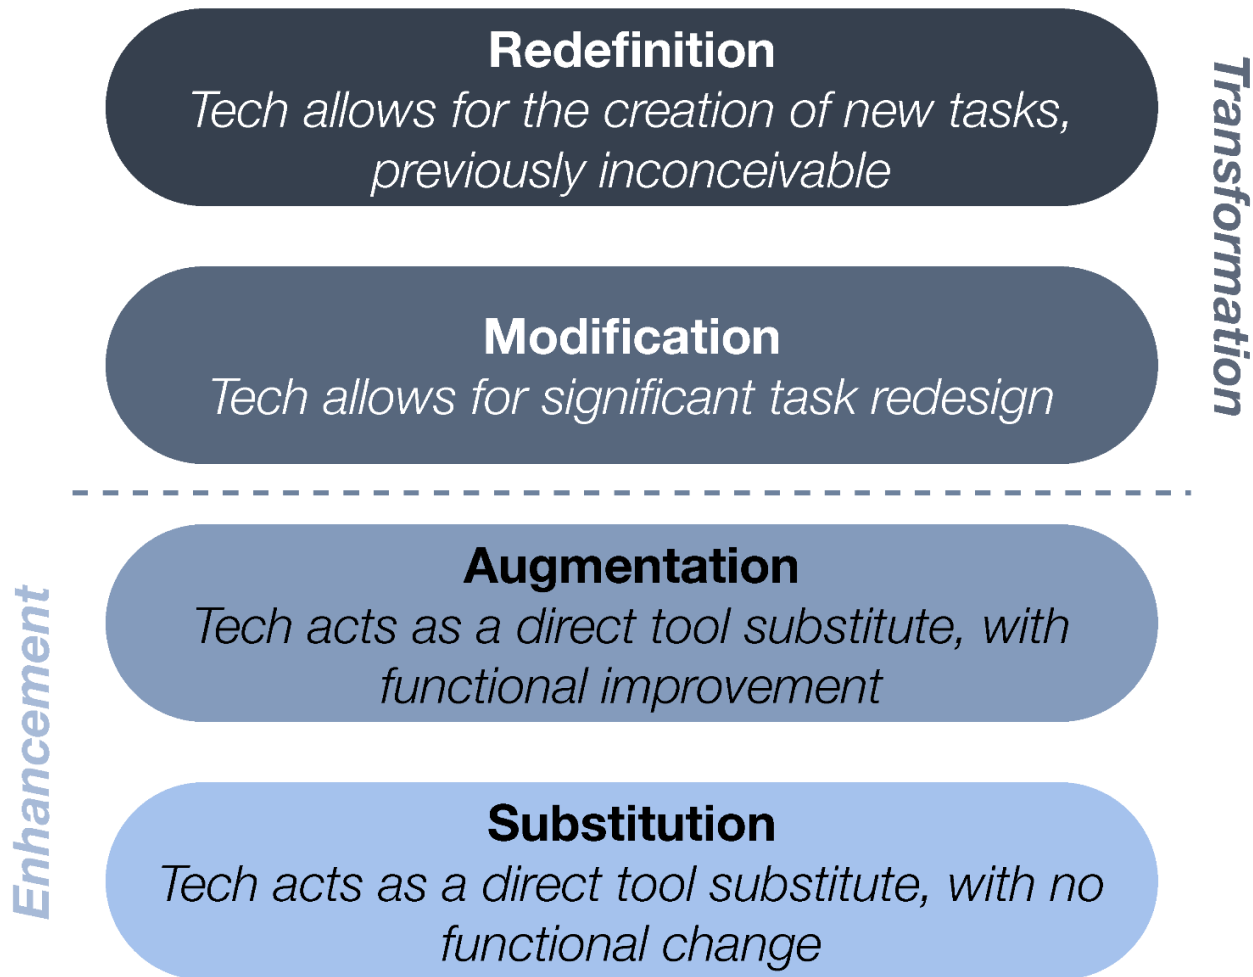 Redefinition
Tech allows for the creation of new tasks,
previously inconceivable
Transformation
Modification
Tech allows for significant task redesign
Augmentation
Tech acts as a direct tool substitute, with
functional improvement
Enhancement
Substitution
Tech acts as a direct tool substitute, with no
functional change